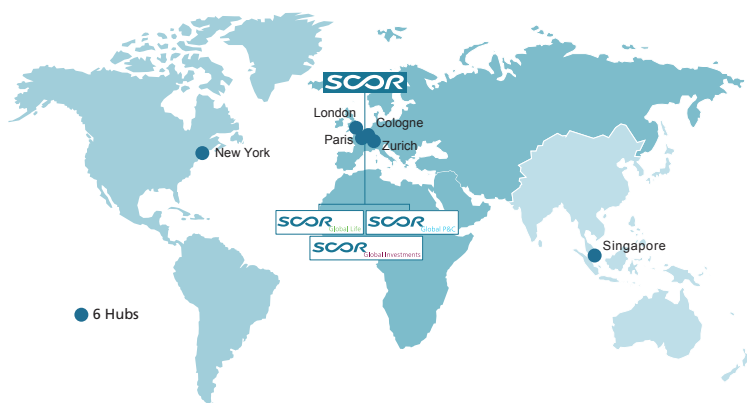 SCOR
London
Cologne
Paris
Zurich
New York
SCOR
Global Life
SCOR
Global P&C
SCOR
Global Investments
Singapore
6 Hubs